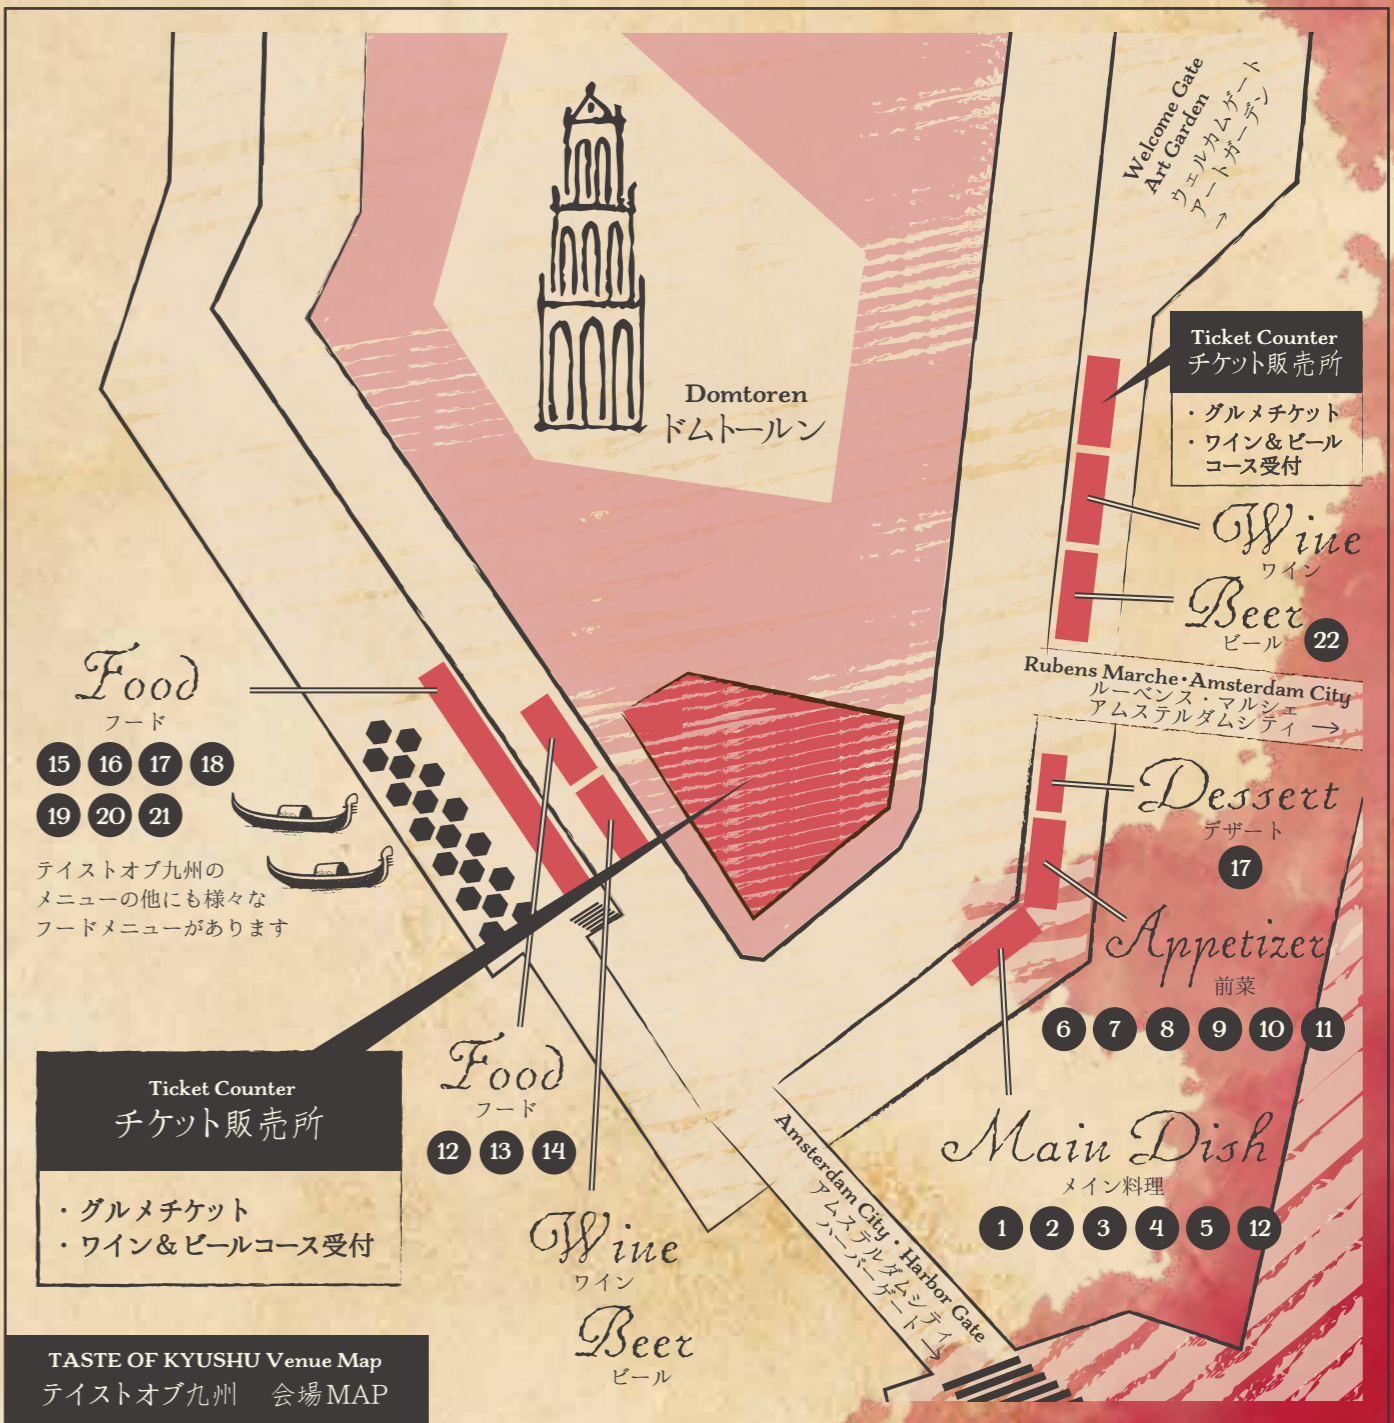 Welcome Gate
Art Garden
ウェルカムゲート
アートガーデン
→
Ticket Counter
チケット販売所
・グルメチケット
・ワイン&ビール
コース受付
Domtoren
ドムトールン
Wine
ワイン
Beer
ビール
22
Rubens Marche・Amsterdam City
ルーベンス・マルシェ
アムステルダムシティ →
Food
フード
15 16 17 18
19 20 21
テイストオブ九州の
メニューの他にも様々な
フードメニューがあります
Dessert
デザート
17
Appetizer
前菜
6 7 8 9 10 11
Main Dish
メイン料理
1 2 3 4 5 12
Ticket Counter
チケット販売所
・グルメチケット
・ワイン&ビールコース受付
Food
フード
12 13 14
Wine
ワイン
Beer
ビール
Amsterdam City・Harbor Gate
アムステルダムシティ
ハーバーゲート →
TASTE OF KYUSHU Venue Map
テイストオブ九州 会場MAP